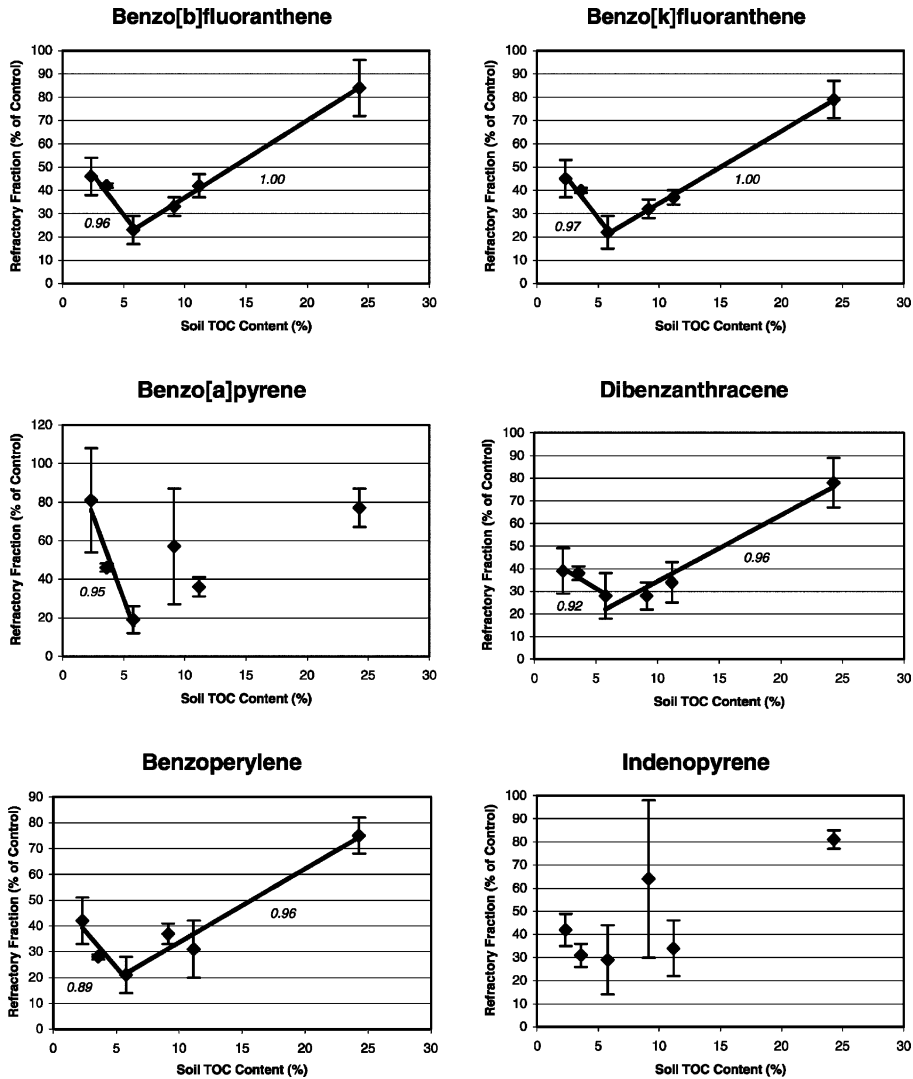 Benzo[b]fluoranthene
Refractory Fraction (% of Control)
100
90
80
70
60
50
40
30
20
10
0
0.96
1.00
0 5 10 15 20 25 30
Soil TOC Content (%)
Benzo[k]fluoranthene
Refractory Fraction (% of Control)
100
90
80
70
60
50
40
30
20
10
0
0.97
1.00
0 5 10 15 20 25 30
Soil TOC Content (%)
Benzo[a]pyrene
Refractory Fraction (% of Control)
120
100
80
60
40
20
0
0.95
0 5 10 15 20 25 30
Soil TOC Content (%)
Dibenzanthracene
Refractory Fraction (% of Control)
100
90
80
70
60
50
40
30
20
10
0
0.92
0.96
0 5 10 15 20 25 30
Soil TOC Content (%)
Benzoperylene
Refractory Fraction (% of Control)
90
80
70
60
50
40
30
20
10
0
0.89
0.96
0 5 10 15 20 25 30
Soil TOC Content (%)
Indenopyrene
Refractory Fraction (% of Control)
100
90
80
70
60
50
40
30
20
10
0
0 5 10 15 20 25 30
Soil TOC Content (%)